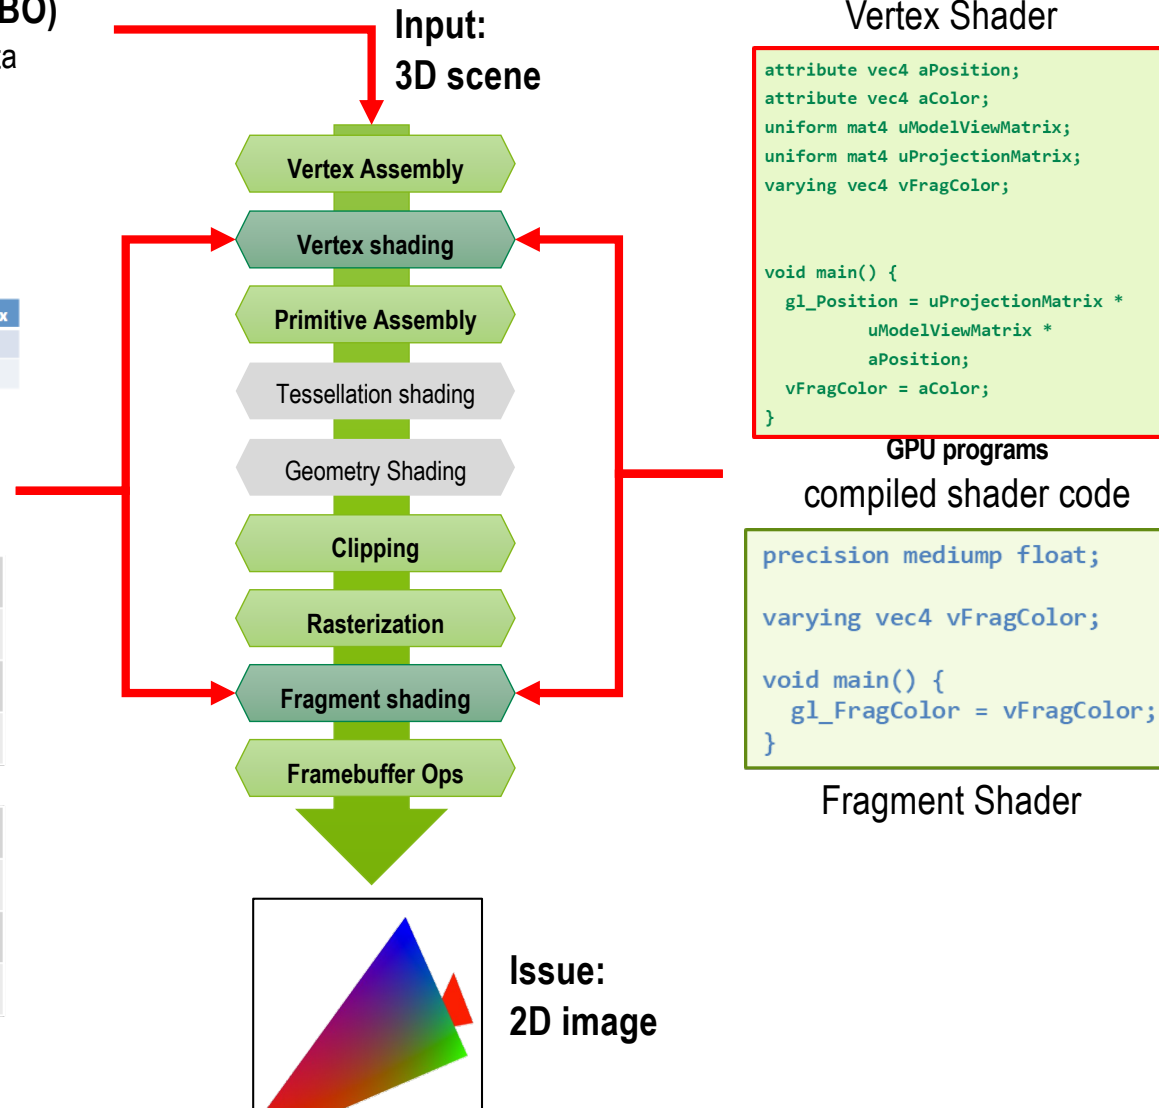 BO)
ta
x
Input:
3D scene
Vertex Assembly
Vertex shading
Primitive Assembly
Tessellation shading
Geometry Shading
Clipping
Rasterization
Fragment shading
Framebuffer Ops
Issue:
2D image
Vertex Shader
attribute vec4 aPosition;
attribute vec4 aColor;
uniform mat4 uModelViewMatrix;
uniform mat4 uProjectionMatrix;
varying vec4 vFragColor;
void main() {
gl_Position = uProjectionMatrix *
uModelViewMatrix *
aPosition;
vFragColor = aColor;
}
GPU programs
compiled shader code
precision mediump float;
varying vec4 vFragColor;
void main() {
gl_FragColor = vFragColor;
}
Fragment Shader